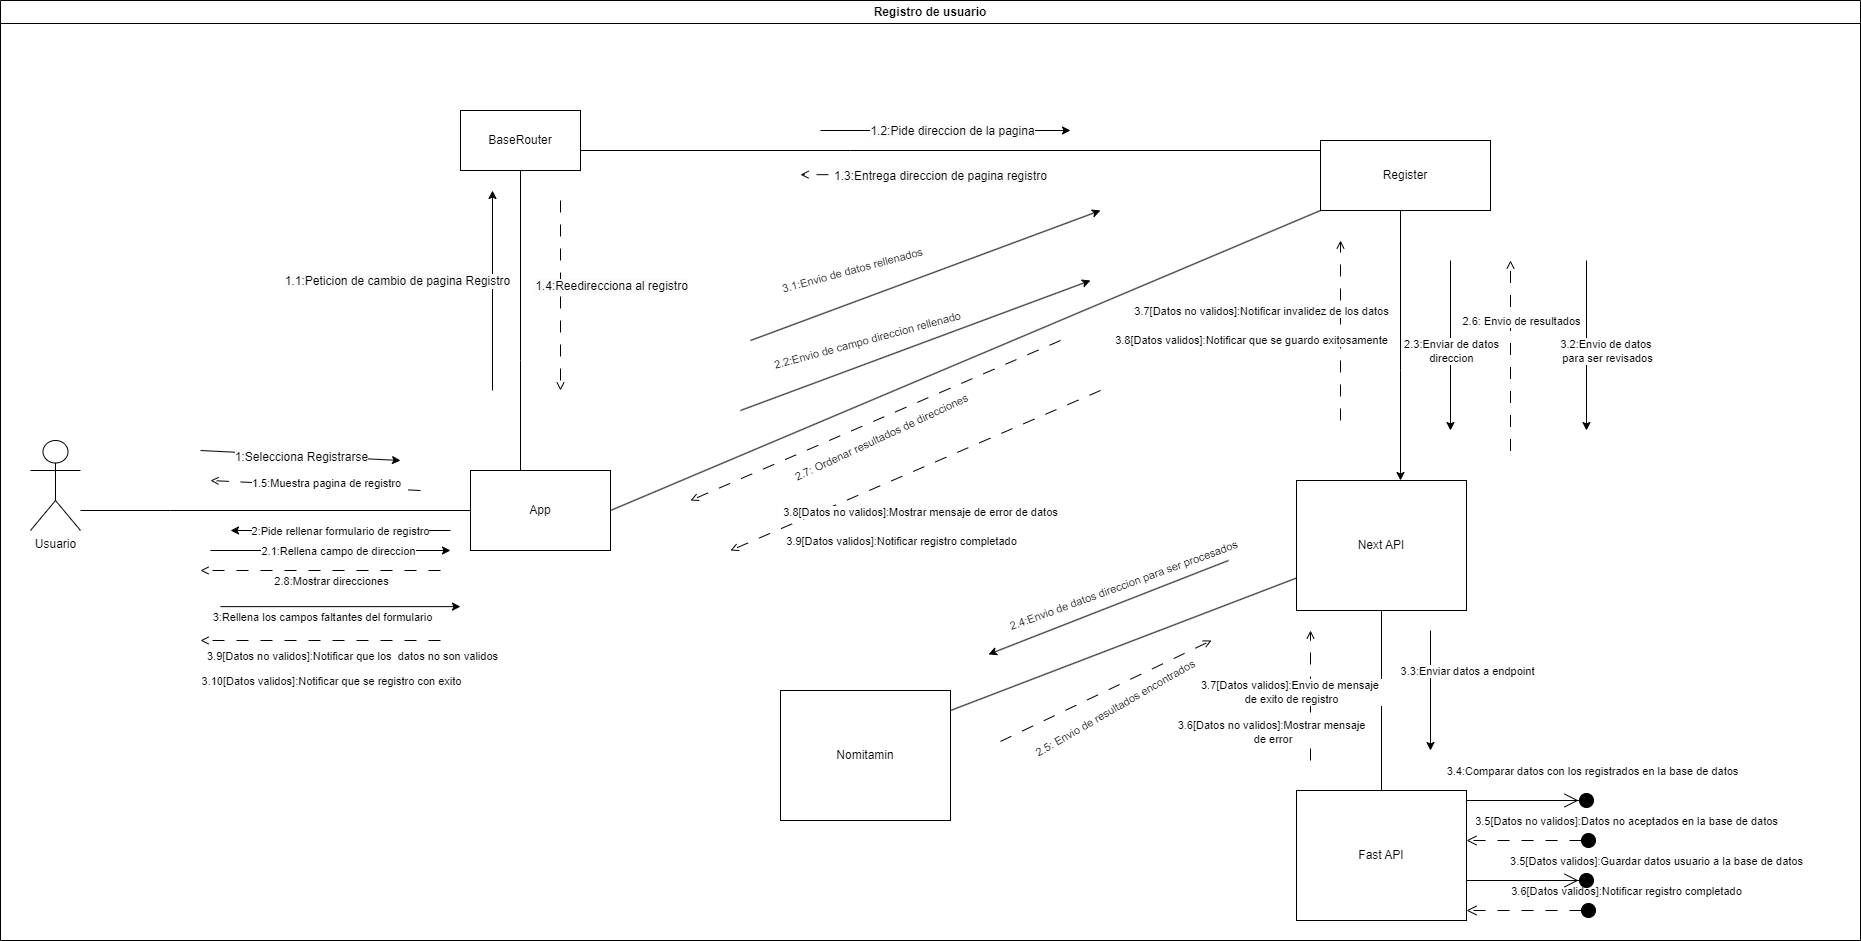 Registro de usuario
BaseRouter
1.2:Pide direccion de la pagina
1.3:Entrega direccion de pagina registro
Register
1.1:Peticion de cambio de pagina Registro
1.4:Reedirecciona al registro
3.1:Envio de datos rellenados
2.2:Envio de campo direccion rellenado
2.7: Ordenar resultados de direcciones
3.7[Datos no validos]:Notificar invalidez de los datos
3.8[Datos validos]:Notificar que se guardo exitosamente
2.3:Enviar de datos
direccion
2.6: Envio de resultados
3.2:Envio de datos
para ser revisados
1:Selecciona Registrarse
1.5:Muestra pagina de registro
Usuario
App
2:Pide rellenar formulario de registro
2.1:Rellena campo de direccion
2.8:Mostrar direcciones
3:Rellena los campos faltantes del formulario
3.9[Datos no validos]:Notificar que los  datos no son validos
3.10[Datos validos]:Notificar que se registro con exito
3.8[Datos no validos]:Mostrar mensaje de error de datos
3.9[Datos validos]:Notificar registro completado
Next API
2.4:Envio de datos direccion para ser procesados
2.5: Envio de resultados encontrados
Nomitamin
3.7[Datos validos]:Envio de mensaje
de exito de registro
3.6[Datos no validos]:Mostrar mensaje
de error
3.3:Enviar datos a endpoint
3.4:Comparar datos con los registrados en la base de datos
3.5[Datos no validos]:Datos no aceptados en la base de datos
Fast API
3.5[Datos validos]:Guardar datos usuario a la base de datos
3.6[Datos validos]:Notificar registro completado